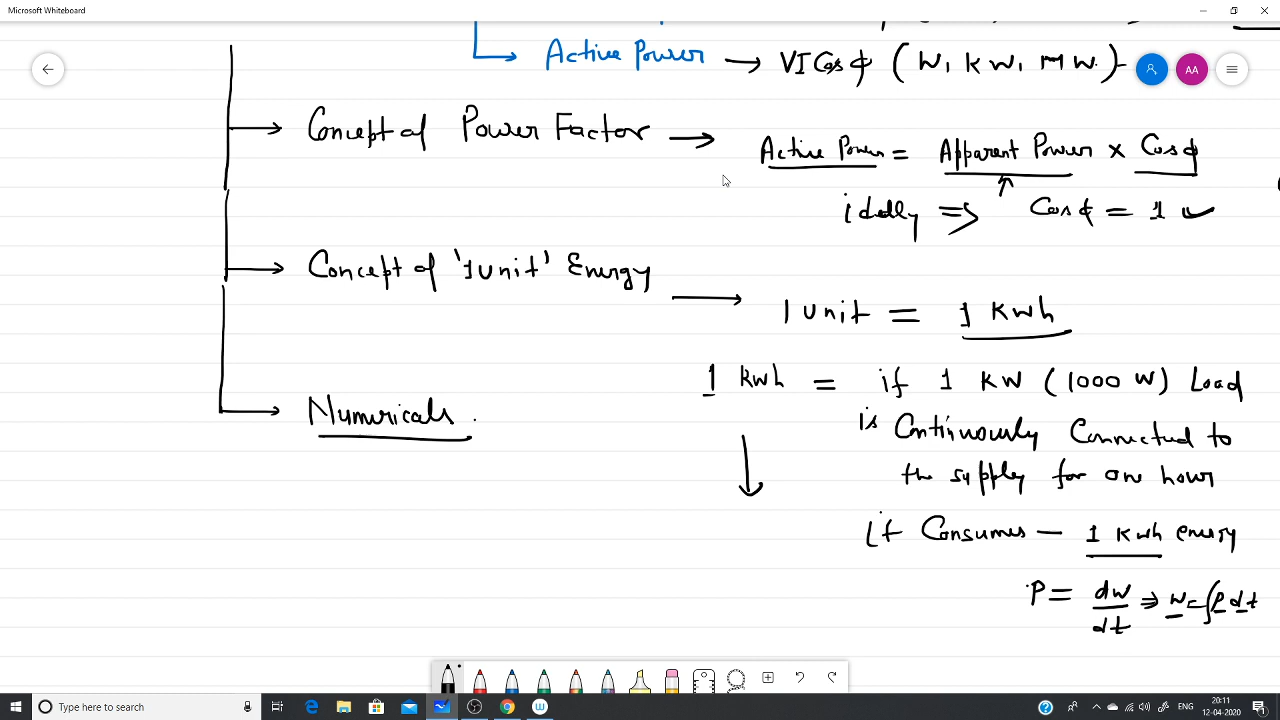 Microsoft Whiteboard
Active Power → VI Cos ϕ (W, KW, MW)
AA
Concept of Power Factor →
Active Power = Apparent Power × Cos ϕ
ideally ⇒ Cos ϕ = 1 ✓
Concept of '1 unit' Energy →
1 unit = 1 Kwh
1 kwh = if 1 KW (1000 W) Load
is Continuously Connected to
the supply for one hour
Numericals.
It Consumes — 1 Kwh energy
P = dw/dt ⇒ w = ∫P dt
Type here to search
ENG
20:11
12-04-2020